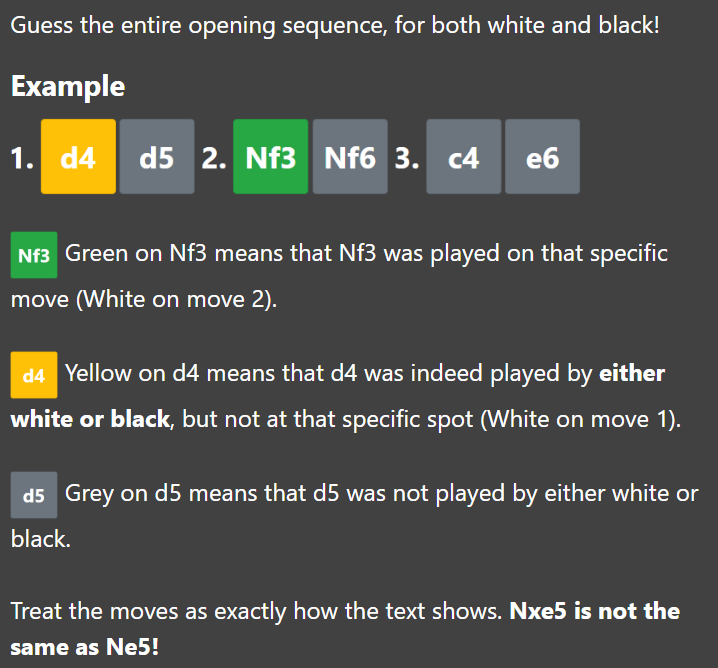 Guess the entire opening sequence, for both white and black!
Example
1. d4 d5 2. Nf3 Nf6 3. c4 e6
Nf3 Green on Nf3 means that Nf3 was played on that specific
move (White on move 2).
d4 Yellow on d4 means that d4 was indeed played by either
white or black, but not at that specific spot (White on move 1).
d5 Grey on d5 means that d5 was not played by either white or
black.
Treat the moves as exactly how the text shows. Nxe5 is not the
same as Ne5!